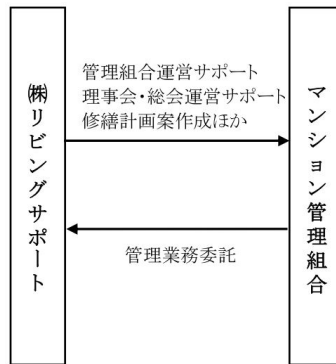 ㈱リビングサポート
管理組合運営サポート
理事会・総会運営サポート
修繕計画案作成ほか
管理業務委託
マンション管理組合